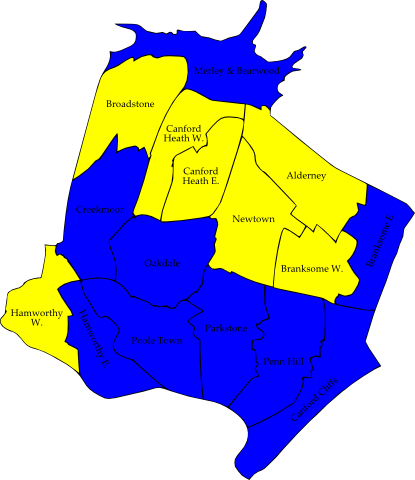 Merley & Bearwood
Broadstone
Canford
Heath W.
Canford
Heath E.
Alderney
Creekmoor
Newtown
Branksome E.
Oakdale
Branksome W.
Hamworthy
W.
Hamworthy E.
Poole Town
Parkstone
Penn Hill
Canford Cliffs